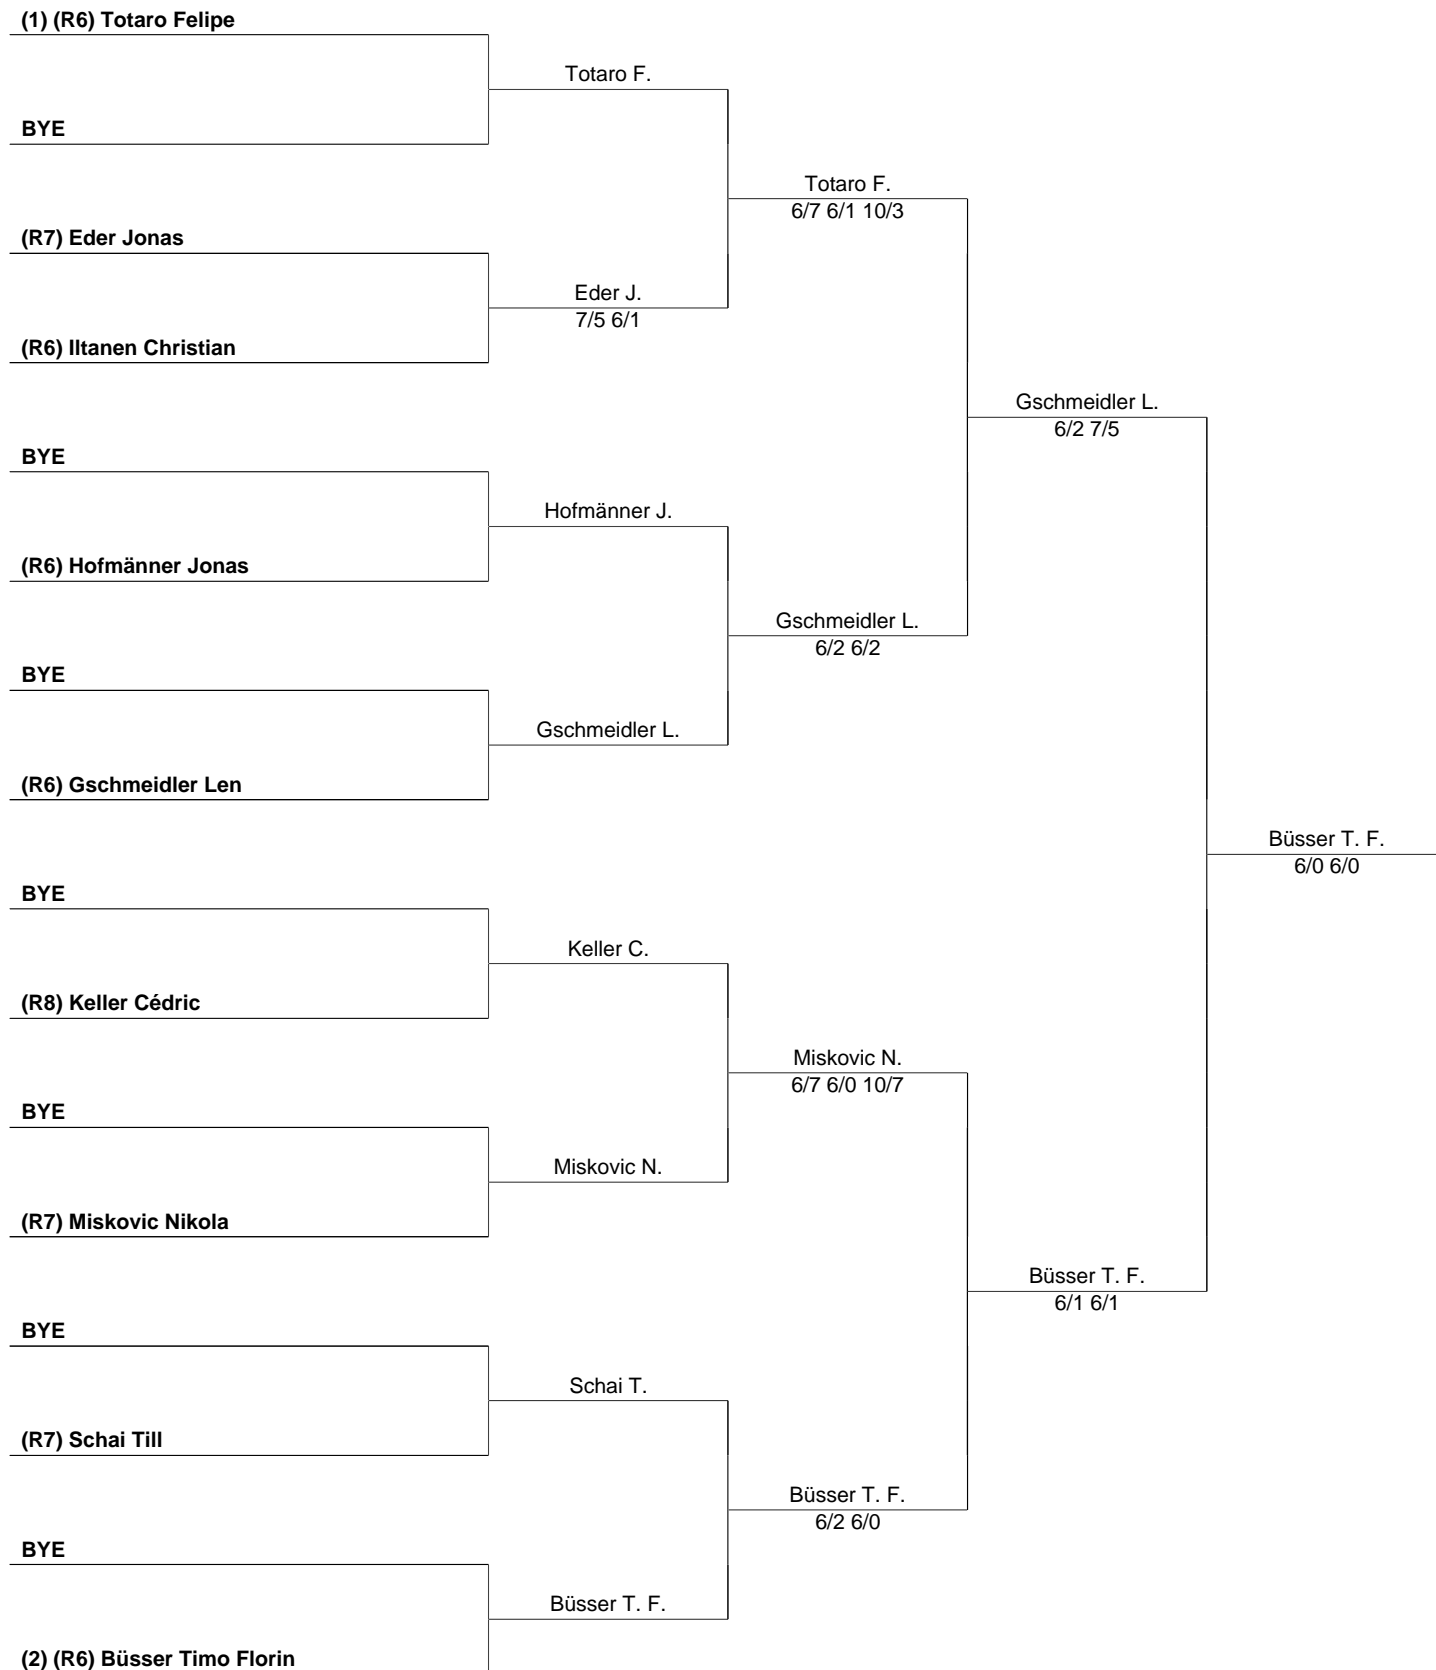 (1) (R6) Totaro Felipe
Totaro F.
BYE
Totaro F.
6/7 6/1 10/3
(R7) Eder Jonas
Eder J.
7/5 6/1
(R6) Iltanen Christian
Gschmeidler L.
6/2 7/5
BYE
Hofmänner J.
(R6) Hofmänner Jonas
Gschmeidler L.
6/2 6/2
BYE
Gschmeidler L.
(R6) Gschmeidler Len
Büsser T. F.
6/0 6/0
BYE
Keller C.
(R8) Keller Cédric
Miskovic N.
6/7 6/0 10/7
BYE
Miskovic N.
(R7) Miskovic Nikola
Büsser T. F.
6/1 6/1
BYE
Schai T.
(R7) Schai Till
Büsser T. F.
6/2 6/0
BYE
Büsser T. F.
(2) (R6) Büsser Timo Florin